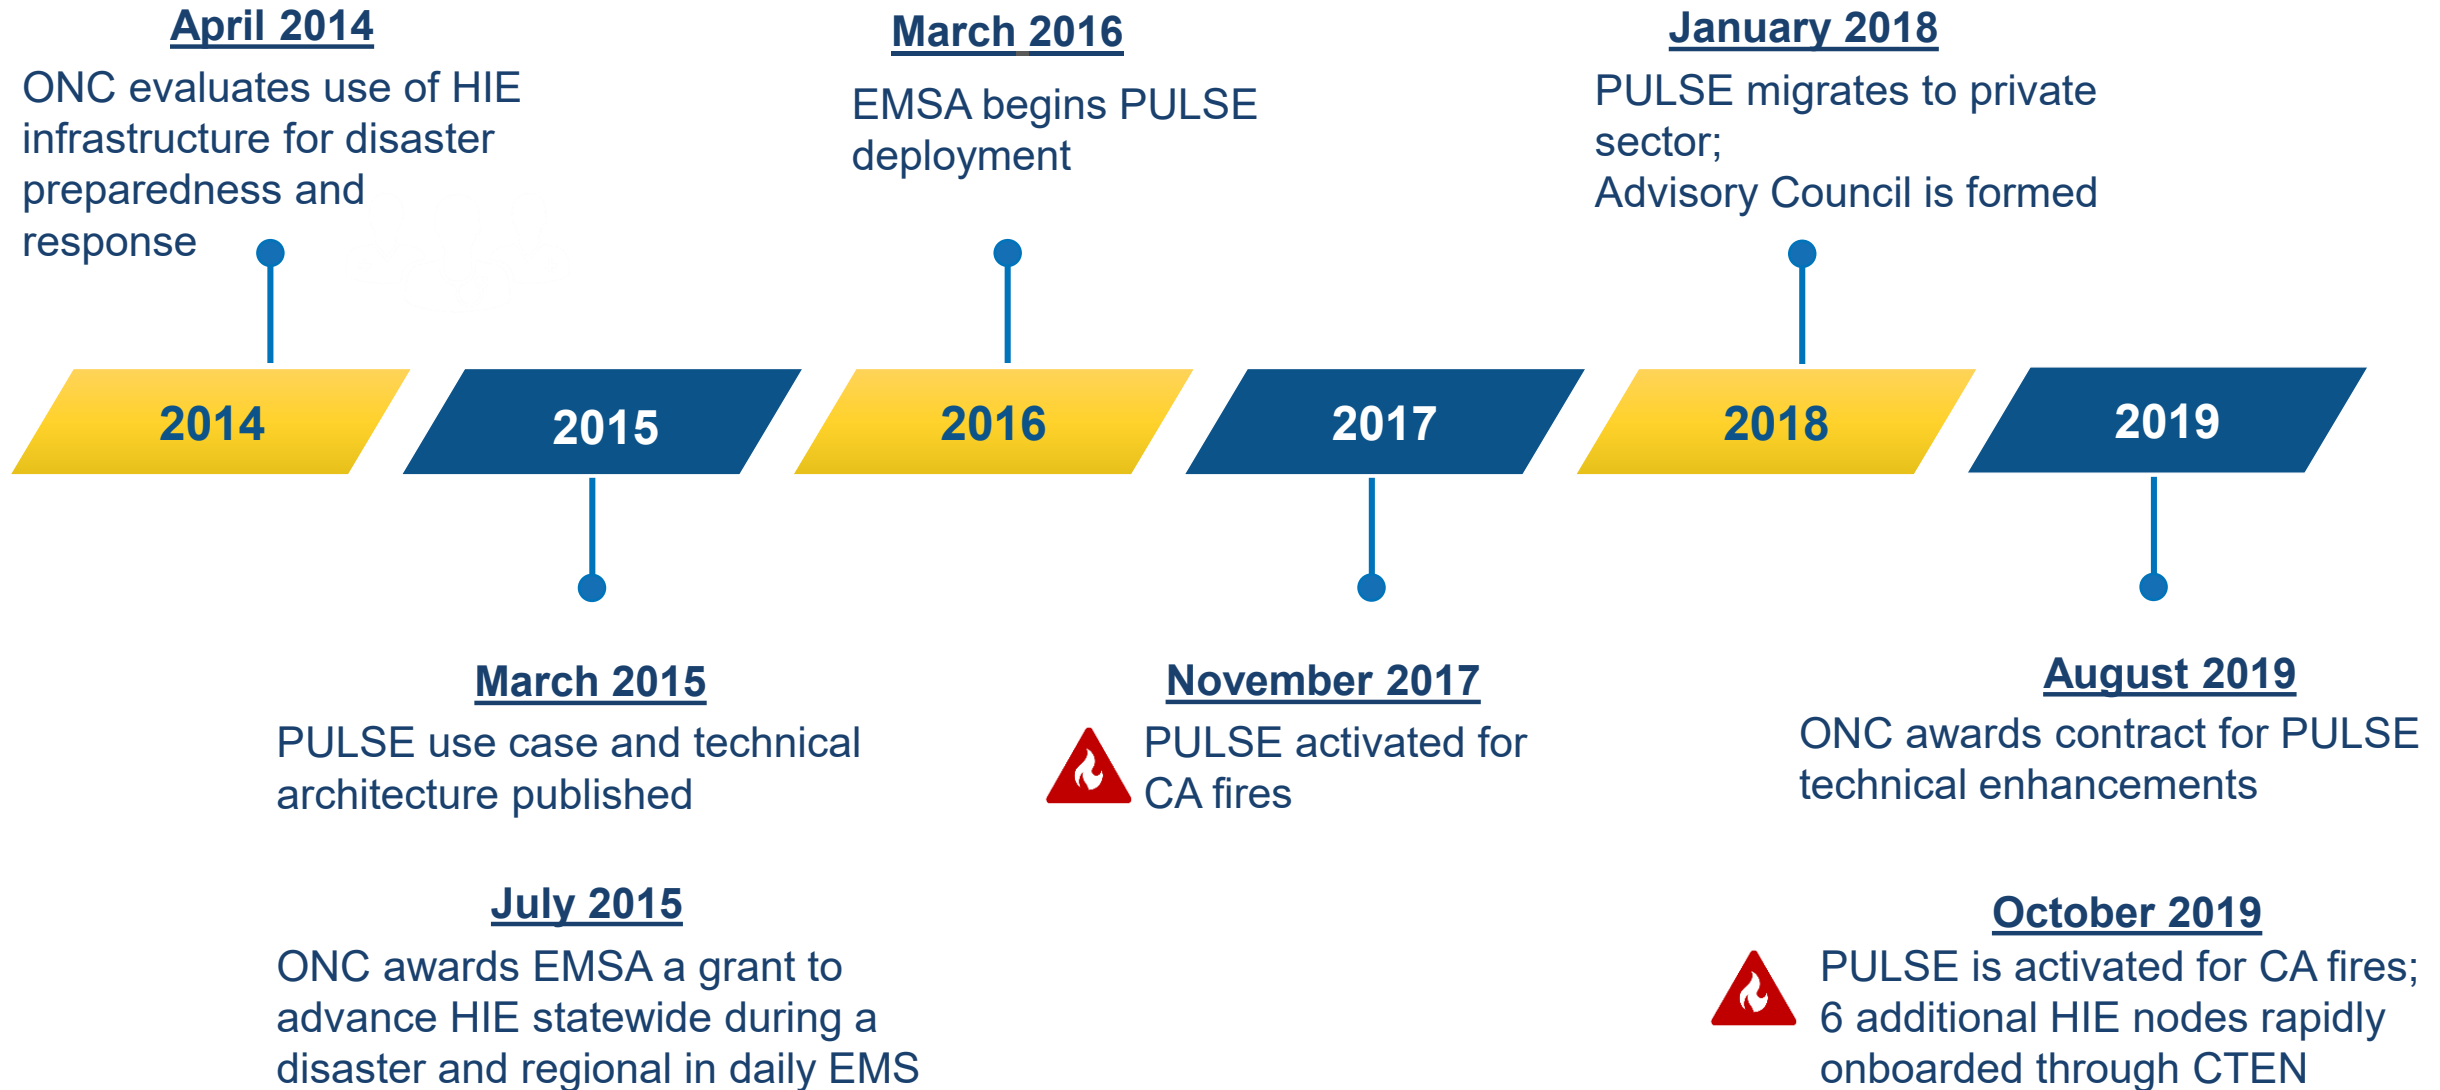 April 2014
ONC evaluates use of HIE
infrastructure for disaster
preparedness and
response
March 2016
EMSA begins PULSE
deployment
January 2018
PULSE migrates to private
sector;
Advisory Council is formed
2014
2015
2016
2017
2018
2019
March 2015
PULSE use case and technical
architecture published
July 2015
ONC awards EMSA a grant to
advance HIE statewide during a
disaster and regional in daily EMS
November 2017
PULSE activated for
CA fires
August 2019
ONC awards contract for PULSE
technical enhancements
October 2019
PULSE is activated for CA fires;
6 additional HIE nodes rapidly
onboarded through CTEN